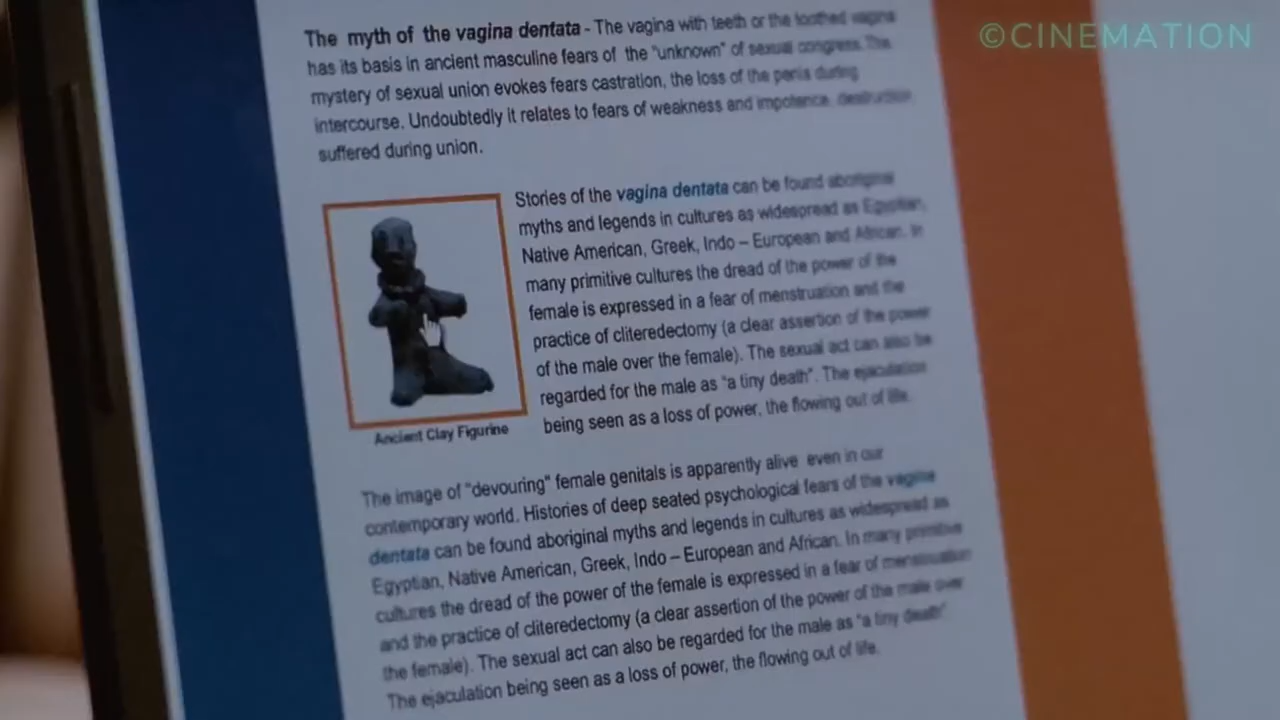 ©CINEMATION
The myth of the vagina dentata - The vagina with teeth or the toothed vagina
has its basis in ancient masculine fears of the "unknown" of sexual congress. The
mystery of sexual union evokes fears castration, the loss of the penis during
intercourse. Undoubtedly it relates to fears of weakness and impotence, destruction
suffered during union.
Stories of the vagina dentata can be found aboriginal
myths and legends in cultures as widespread as Egyptian,
Native American, Greek, Indo – European and African. In
many primitive cultures the dread of the power of the
female is expressed in a fear of menstruation and the
practice of cliteredectomy (a clear assertion of the power
of the male over the female). The sexual act can also be
regarded for the male as "a tiny death". The ejaculation
being seen as a loss of power, the flowing out of life.
Ancient Clay Figurine
The image of "devouring" female genitals is apparently alive even in our
contemporary world. Histories of deep seated psychological fears of the vagina
dentata can be found aboriginal myths and legends in cultures as widespread as
Egyptian, Native American, Greek, Indo – European and African. In many primitive
cultures the dread of the power of the female is expressed in a fear of menstruation
and the practice of cliteredectomy (a clear assertion of the power of the male over
the female). The sexual act can also be regarded for the male as "a tiny death".
The ejaculation being seen as a loss of power, the flowing out of life.